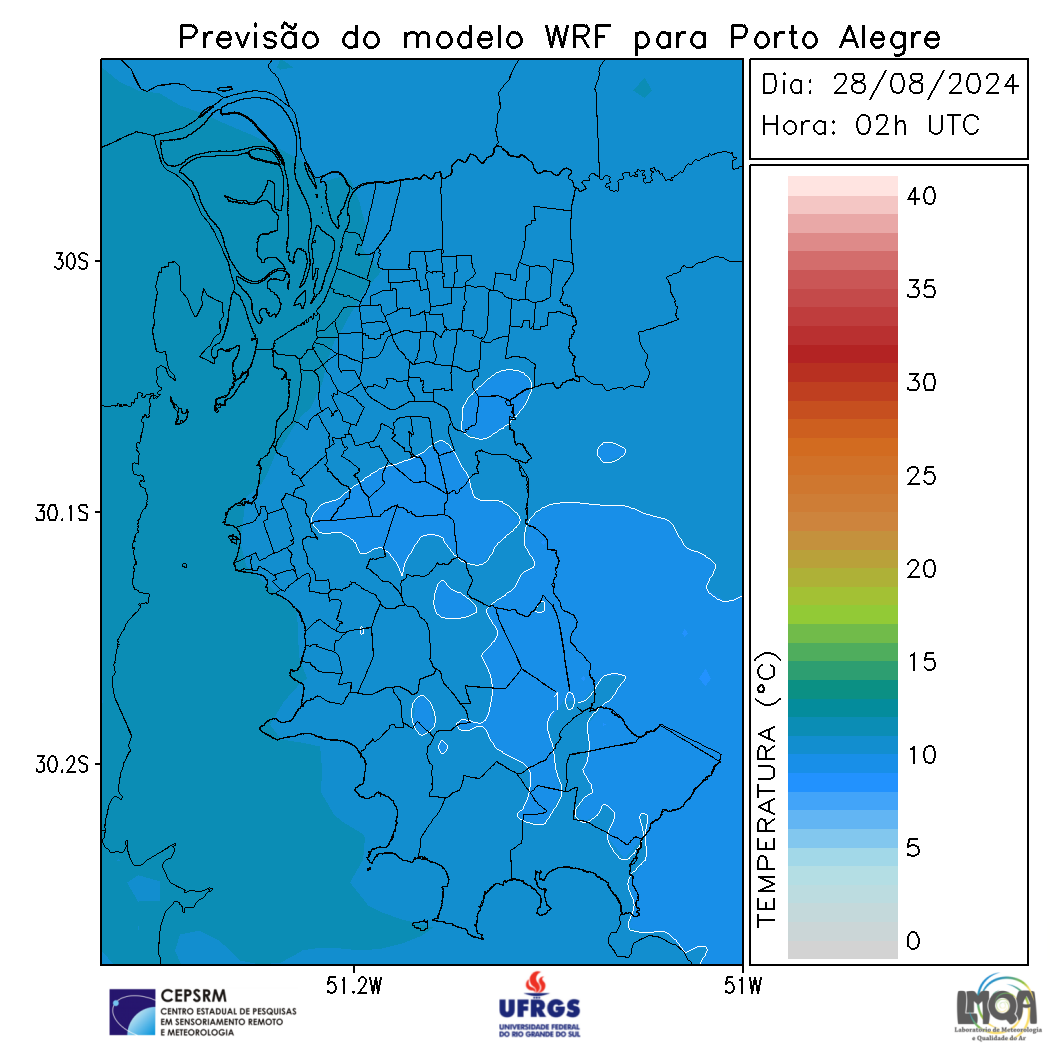 Previsão do modelo WRF para Porto Alegre
Dia: 28/08/2024
Hora: 02h UTC
40
35
30
25
20
15
10
5
0
TEMPERATURA (°C)
30S
30.1S
30.2S
10
51.2W
51W
CEPSRM
CENTRO ESTADUAL DE PESQUISAS
EM SENSORIAMENTO REMOTO
E METEOROLOGIA
UFRGS
UNIVERSIDADE FEDERAL
DO RIO GRANDE DO SUL
LMQA
Laboratório de Meteorologia
e Qualidade do Ar